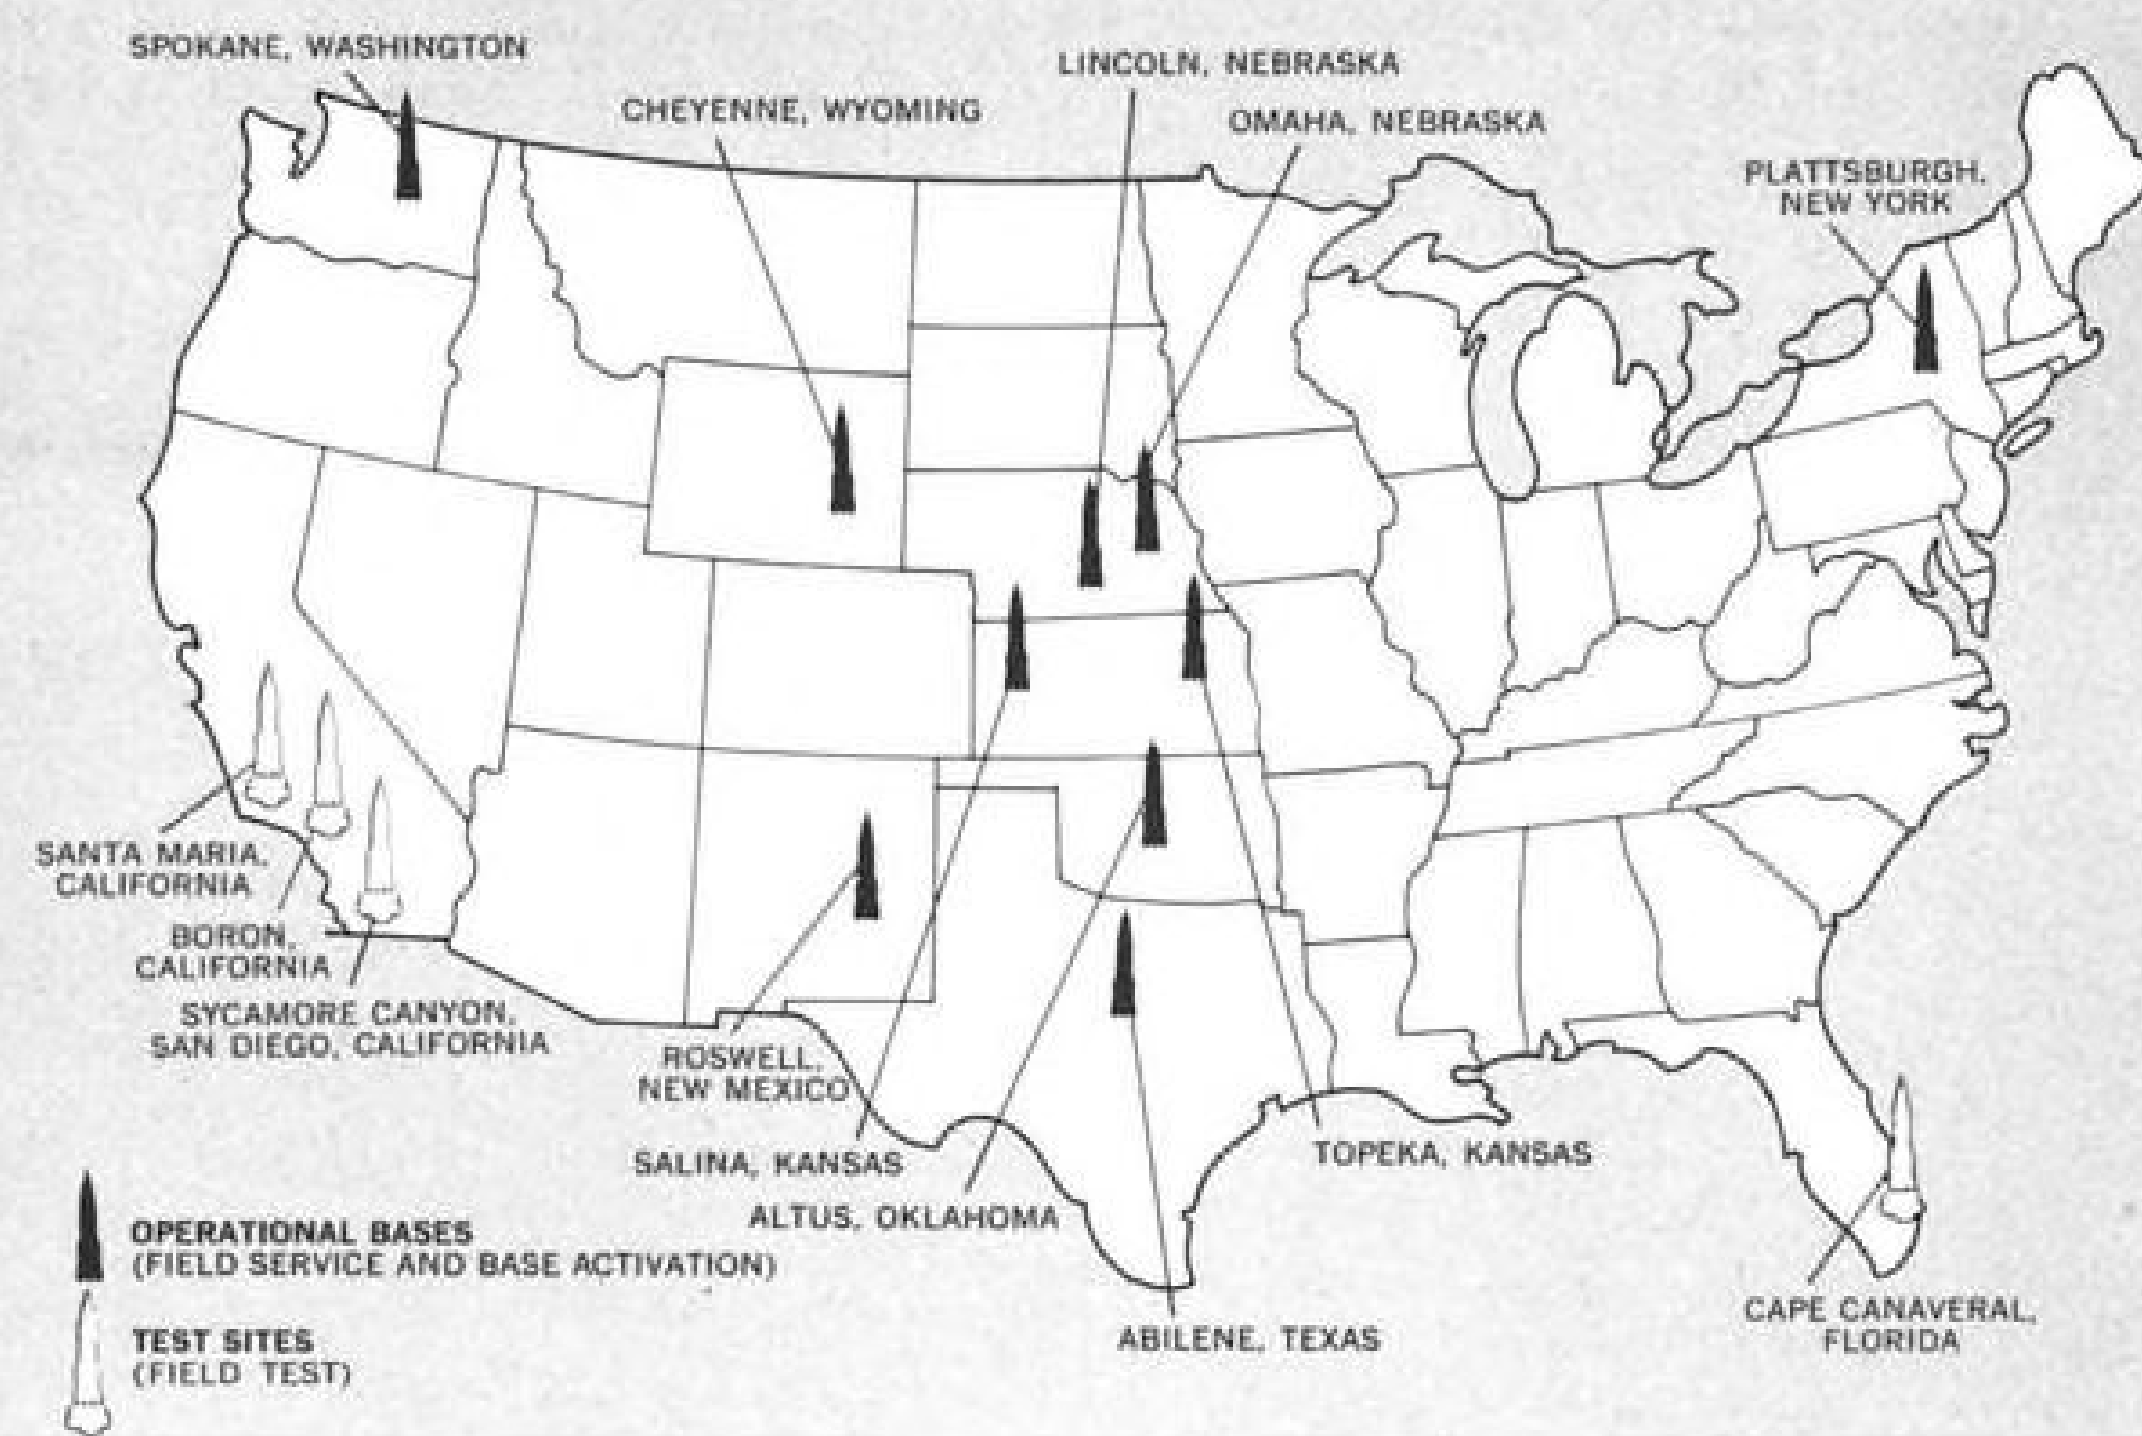 SPOKANE, WASHINGTON
LINCOLN, NEBRASKA
CHEYENNE, WYOMING
OMAHA, NEBRASKA
PLATTSBURGH,
NEW YORK
SANTA MARIA,
CALIFORNIA
BORON,
CALIFORNIA
SYCAMORE CANYON,
SAN DIEGO, CALIFORNIA
ROSWELL,
NEW MEXICO
SALINA, KANSAS
TOPEKA, KANSAS
ALTUS, OKLAHOMA
ABILENE, TEXAS
CAPE CANAVERAL,
FLORIDA
OPERATIONAL BASES
(FIELD SERVICE AND BASE ACTIVATION)
TEST SITES
(FIELD TEST)